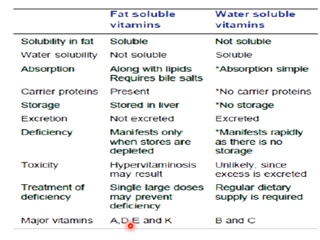 Fat soluble vitamins Water soluble vitamins
Solubility in fat Soluble Not soluble
Water solubility Not soluble Soluble
Absorption Along with lipids *Absorption simple
Requires bile salts
Carrier proteins Present *No carrier proteins
Storage Stored in liver *No storage
Excretion Not excreted Excreted
Deficiency Manifests only *Manifests rapidly
when stores are as there is no
depleted storage
Toxicity Hypervitaminosis Unlikely, since
may result excess is excreted
Treatment of Single large doses Regular dietary
deficiency may prevent supply is required
deficiency
Major vitamins A,D,E and K B and C